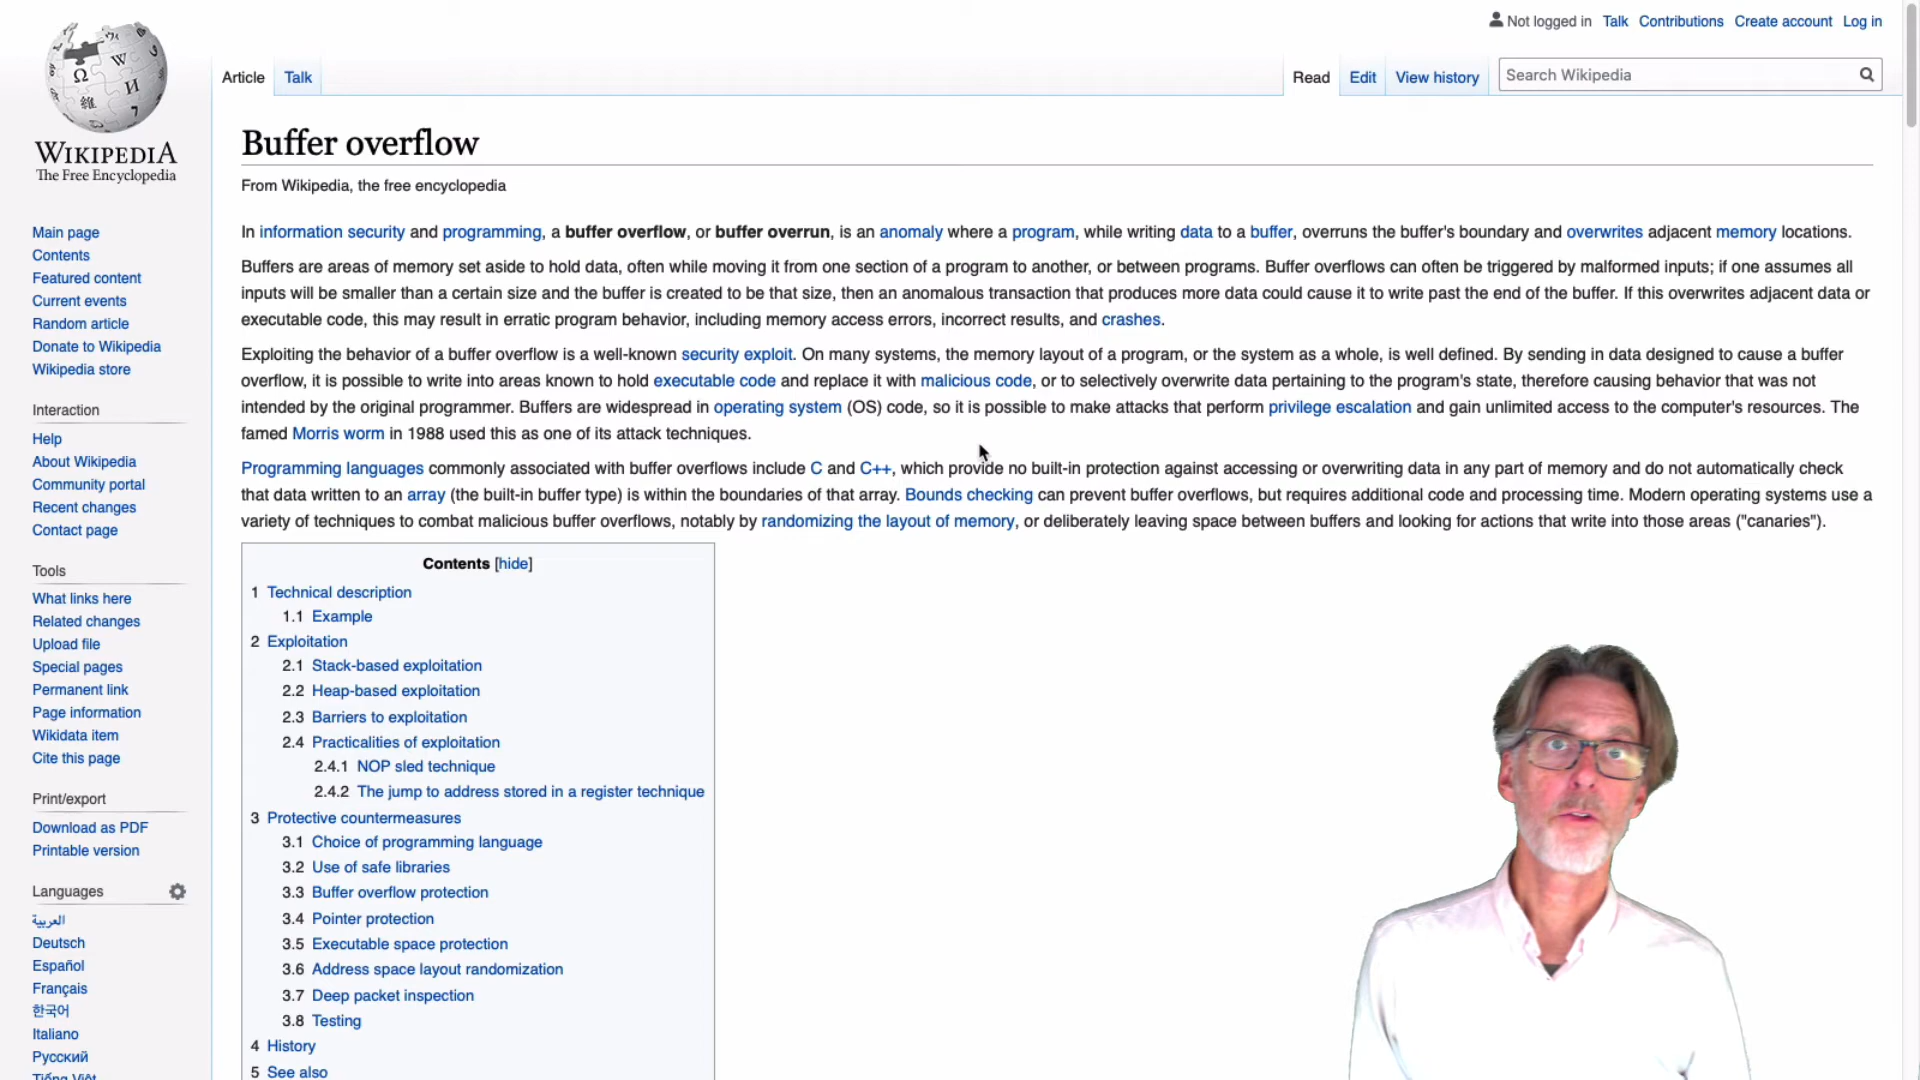 Not logged in Talk Contributions Create account Log in
Article Talk Read Edit View history Search Wikipedia
WIKIPEDIA
The Free Encyclopedia
Main page
Contents
Featured content
Current events
Random article
Donate to Wikipedia
Wikipedia store
Interaction
Help
About Wikipedia
Community portal
Recent changes
Contact page
Tools
What links here
Related changes
Upload file
Special pages
Permanent link
Page information
Wikidata item
Cite this page
Print/export
Download as PDF
Printable version
Languages
العربية
Deutsch
Español
Français
한국어
Italiano
Русский
Tiếng Việt
Buffer overflow
From Wikipedia, the free encyclopedia
In information security and programming, a buffer overflow, or buffer overrun, is an anomaly where a program, while writing data to a buffer, overruns the buffer's boundary and overwrites adjacent memory locations.
Buffers are areas of memory set aside to hold data, often while moving it from one section of a program to another, or between programs. Buffer overflows can often be triggered by malformed inputs; if one assumes all
inputs will be smaller than a certain size and the buffer is created to be that size, then an anomalous transaction that produces more data could cause it to write past the end of the buffer. If this overwrites adjacent data or
executable code, this may result in erratic program behavior, including memory access errors, incorrect results, and crashes.
Exploiting the behavior of a buffer overflow is a well-known security exploit. On many systems, the memory layout of a program, or the system as a whole, is well defined. By sending in data designed to cause a buffer
overflow, it is possible to write into areas known to hold executable code and replace it with malicious code, or to selectively overwrite data pertaining to the program's state, therefore causing behavior that was not
intended by the original programmer. Buffers are widespread in operating system (OS) code, so it is possible to make attacks that perform privilege escalation and gain unlimited access to the computer's resources. The
famed Morris worm in 1988 used this as one of its attack techniques.
Programming languages commonly associated with buffer overflows include C and C++, which provide no built-in protection against accessing or overwriting data in any part of memory and do not automatically check
that data written to an array (the built-in buffer type) is within the boundaries of that array. Bounds checking can prevent buffer overflows, but requires additional code and processing time. Modern operating systems use a
variety of techniques to combat malicious buffer overflows, notably by randomizing the layout of memory, or deliberately leaving space between buffers and looking for actions that write into those areas ("canaries").
Contents [hide]
1 Technical description
1.1 Example
2 Exploitation
2.1 Stack-based exploitation
2.2 Heap-based exploitation
2.3 Barriers to exploitation
2.4 Practicalities of exploitation
2.4.1 NOP sled technique
2.4.2 The jump to address stored in a register technique
3 Protective countermeasures
3.1 Choice of programming language
3.2 Use of safe libraries
3.3 Buffer overflow protection
3.4 Pointer protection
3.5 Executable space protection
3.6 Address space layout randomization
3.7 Deep packet inspection
3.8 Testing
4 History
5 See also